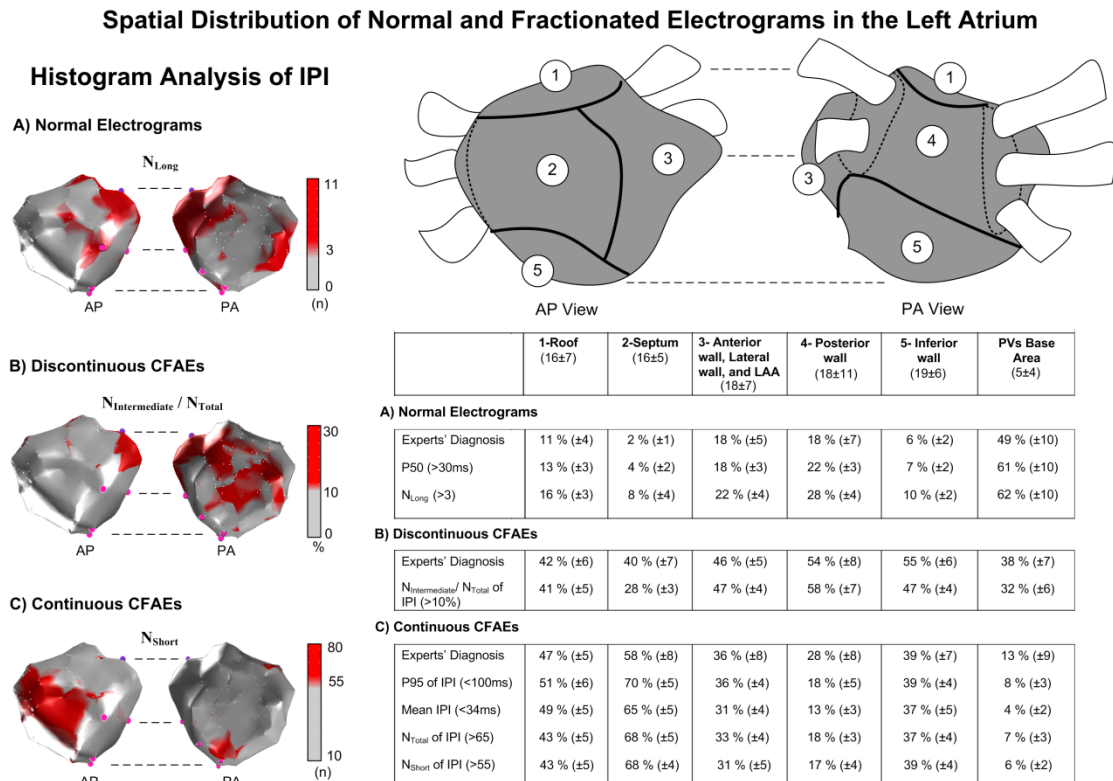 Spatial Distribution of Normal and Fractionated Electrograms in the Left Atrium
Histogram Analysis of IPI
A) Normal Electrograms
N_Long
11
3
0
(n)
AP
PA
B) Discontinuous CFAEs
N_Intermediate / N_Total
30
10
0
%
AP
PA
C) Continuous CFAEs
N_Short
80
55
10
(n)
AP
PA
1
2
3
5
AP View
1
3
4
5
PA View
1-Roof (16±7) | 2-Septum (16±5) | 3- Anterior wall, Lateral wall, and LAA (18±7) | 4- Posterior wall (18±11) | 5- Inferior wall (19±6) | PVs Base Area (5±4)
A) Normal Electrograms
Experts' Diagnosis 11 % (±4) 2 % (±1) 18 % (±5) 18 % (±7) 6 % (±2) 49 % (±10)
P50 (>30ms) 13 % (±3) 4 % (±2) 18 % (±3) 22 % (±3) 7 % (±2) 61 % (±10)
N_Long (>3) 16 % (±3) 8 % (±4) 22 % (±4) 28 % (±4) 10 % (±2) 62 % (±10)
B) Discontinuous CFAEs
Experts' Diagnosis 42 % (±6) 40 % (±7) 46 % (±5) 54 % (±8) 55 % (±6) 38 % (±7)
N_Intermediate/ N_Total of IPI (>10%) 41 % (±5) 28 % (±3) 47 % (±4) 58 % (±7) 47 % (±4) 32 % (±6)
C) Continuous CFAEs
Experts' Diagnosis 47 % (±5) 58 % (±8) 36 % (±8) 28 % (±8) 39 % (±7) 13 % (±9)
P95 of IPI (<100ms) 51 % (±6) 70 % (±5) 36 % (±4) 18 % (±5) 39 % (±4) 8 % (±3)
Mean IPI (<34ms) 49 % (±5) 65 % (±5) 31 % (±4) 13 % (±3) 37 % (±5) 4 % (±2)
N_Total of IPI (>65) 43 % (±5) 68 % (±5) 33 % (±4) 18 % (±3) 37 % (±4) 7 % (±3)
N_Short of IPI (>55) 43 % (±5) 68 % (±4) 31 % (±5) 17 % (±4) 39 % (±4) 6 % (±2)